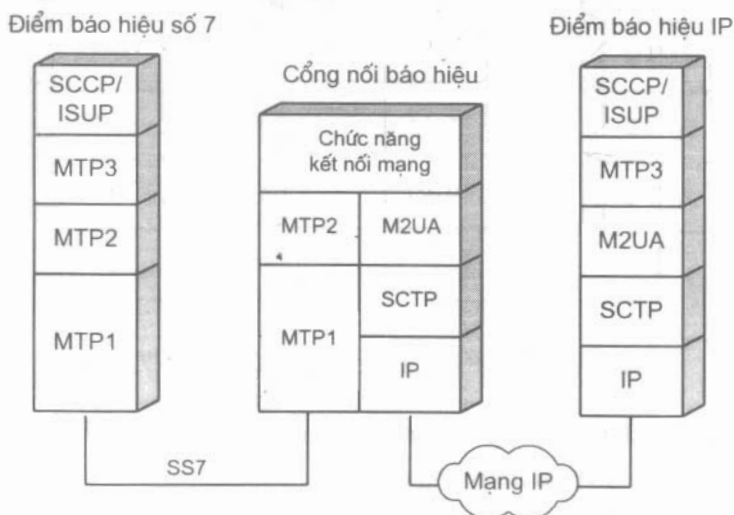 Điểm báo hiệu số 7
SCCP/
ISUP
MTP3
MTP2
MTP1
Cổng nối báo hiệu
Chức năng
kết nối mạng
MTP2
M2UA
MTP1
SCTP
IP
Điểm báo hiệu IP
SCCP/
ISUP
MTP3
M2UA
SCTP
IP
SS7
Mạng IP